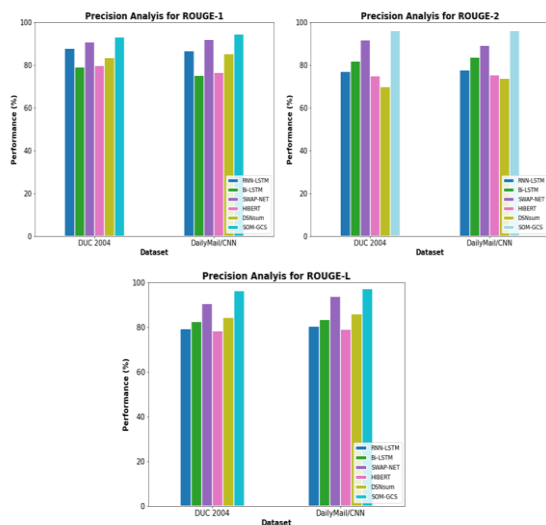 Precision Analyis for ROUGE-1
100
80
60
40
20
0
Performance (%)
DUC 2004
DailyMail/CNN
Dataset
RNN-LSTM
Bi-LSTM
SWAP-NET
HIBERT
DSNsum
SOM-GCS
Precision Analyis for ROUGE-2
100
80
60
40
20
0
Performance (%)
DUC 2004
DailyMail/CNN
Dataset
RNN-LSTM
Bi-LSTM
SWAP-NET
HIBERT
DSNsum
SOM-GCS
Precision Analyis for ROUGE-L
100
80
60
40
20
0
Performance (%)
DUC 2004
DailyMail/CNN
Dataset
RNN-LSTM
Bi-LSTM
SWAP-NET
HIBERT
DSNsum
SOM-GCS